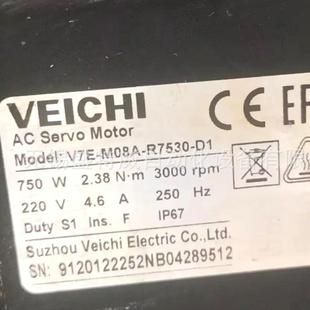 VEICHI
AC Servo Motor
Model: V7E-M08A-R7530-D1
750 W 2.38 N·m 3000 rpm
220 V 4.6 A 250 Hz
Duty S1 Ins. F IP67
Suzhou Veichi Electric Co.,Ltd.
SN: 9120122252NB04289512
CE